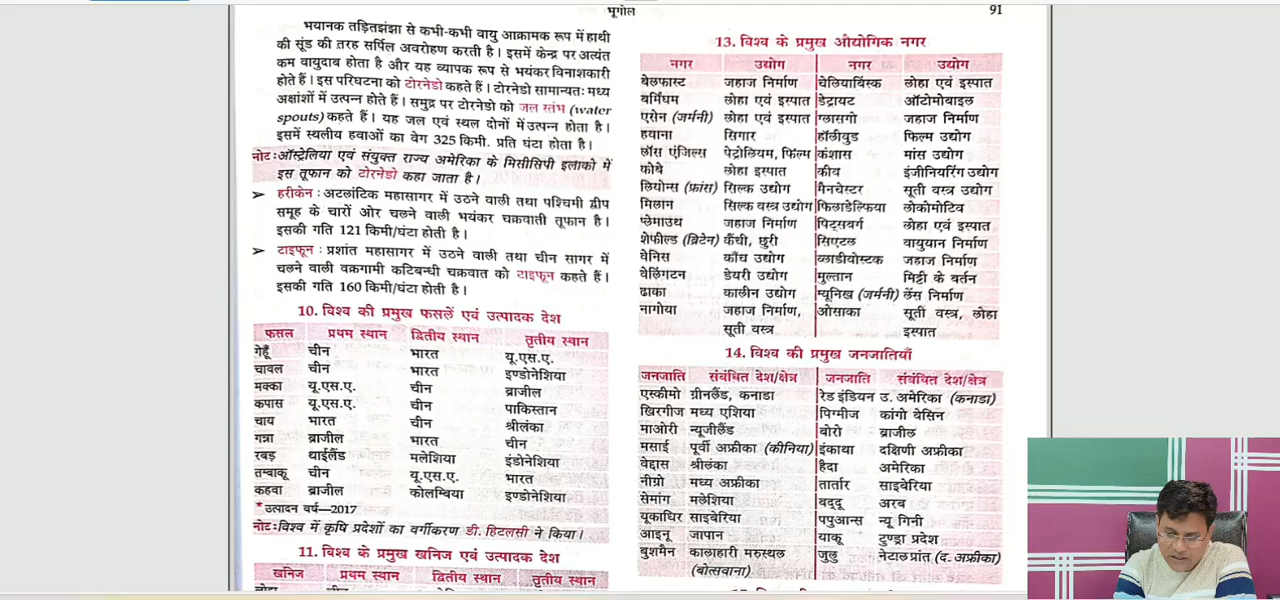 भूगोल
91
भयानक तड़ितझंझा से कभी-कभी वायु आक्रामक रूप में हाथी
की सूंड की तरह सर्पिल अवरोहण करती है। इसमें केन्द्र पर अत्यंत
कम वायुदाब होता है और यह व्यापक रूप से भयंकर विनाशकारी
होते हैं। इस परिघटना को टोरनेडो कहते हैं। टोरनेडो सामान्यतः मध्य
अक्षांशों में उत्पन्न होते हैं। समुद्र पर टोरनेडो को जल स्तंभ (water
spouts) कहते हैं। यह जल एवं स्थल दोनों में उत्पन्न होता है।
इसमें स्थलीय हवाओं का वेग 325 किमी. प्रति घंटा होता है।
नोट : ऑस्ट्रेलिया एवं संयुक्त राज्य अमेरिका के मिसीसिपी इलाको में
इस तूफान को टोरनेडो कहा जाता है।
➤ हरीकेन : अटलांटिक महासागर में उठने वाली तथा पश्चिमी द्वीप
समूह के चारों ओर चलने वाली भयंकर चक्रवाती तूफान है।
इसकी गति 121 किमी/घंटा होती है।
➤ टाइफून : प्रशांत महासागर में उठने वाली तथा चीन सागर में
चलने वाली वक्रगामी कटिबन्धी चक्रवात को टाइफून कहते हैं।
इसकी गति 160 किमी/घंटा होती है।
10. विश्व की प्रमुख फसलें एवं उत्पादक देश
फसल प्रथम स्थान द्वितीय स्थान तृतीय स्थान
गेहूँ चीन भारत यू.एस.ए.
चावल चीन भारत इण्डोनेशिया
मक्का यू.एस.ए. चीन ब्राजील
कपास यू.एस.ए. चीन पाकिस्तान
चाय भारत चीन श्रीलंका
गन्ना ब्राजील भारत चीन
रबड़ थाईलैंड मलेशिया इंडोनेशिया
तम्बाकू चीन यू.एस.ए. भारत
कहवा ब्राजील कोलम्बिया इण्डोनेशिया
* उत्पादन वर्ष—2017
नोट : विश्व में कृषि प्रदेशों का वर्गीकरण डी. हिटलसी ने किया।
11. विश्व के प्रमुख खनिज एवं उत्पादक देश
खनिज प्रथम स्थान द्वितीय स्थान तृतीय स्थान
13. विश्व के प्रमुख औद्योगिक नगर
नगर उद्योग नगर उद्योग
बेलफास्ट जहाज निर्माण चेलियाविंस्क लोहा एवं इस्पात
बर्मिंघम लोहा एवं इस्पात डेट्रायट ऑटोमोबाइल
एसेन (जर्मनी) लोहा एवं इस्पात ग्लासगो जहाज निर्माण
हवाना सिगार हॉलीवुड फिल्म उद्योग
लॉस एंजिल्स पेट्रोलियम, फिल्म कंशास मांस उद्योग
कोबे लोहा इस्पात कीव इंजीनियरिंग उद्योग
लियोन्स (फ्रांस) सिल्क उद्योग मैनचेस्टर सूती वस्त्र उद्योग
मिलान सिल्क वस्त्र उद्योग फिलाडेल्फिया लोकोमोटिव
प्लेमाउथ जहाज निर्माण पिट्सबर्ग लोहा एवं इस्पात
शेफील्ड (ब्रिटेन) कैंची, छुरी सिएटल वायुयान निर्माण
वेनिस काँच उद्योग व्लाडीवोस्टक जहाज निर्माण
वेलिंगटन डेयरी उद्योग मुल्तान मिट्टी के बर्तन
ढाका कालीन उद्योग म्यूनिख (जर्मनी) लेंस निर्माण
नागोया जहाज निर्माण, ओसाका सूती वस्त्र, लोहा
सूती वस्त्र इस्पात
14. विश्व की प्रमुख जनजातियाँ
जनजाति संबंधित देश/क्षेत्र जनजाति संबंधित देश/क्षेत्र
एस्कीमो ग्रीनलैंड, कनाडा रेड इंडियन उ. अमेरिका (कनाडा)
खिरगीज मध्य एशिया पिग्मीज कांगो बेसिन
माओरी न्यूजीलैंड बोरो ब्राजील
मसाई पूर्वी अफ्रीका (कीनिया) इंकाथा दक्षिणी अफ्रीका
वेद्दास श्रीलंका हैदा अमेरिका
नीग्रो मध्य अफ्रीका तार्तार साइबेरिया
सेमांग मलेशिया बद्दू अरब
यूकाधिर साइबेरिया पपुआन्स न्यू गिनी
आइनू जापान याकू टुण्ड्रा प्रदेश
बुशमैन कालाहारी मरुस्थल जुलु नेटाल प्रांत (द. अफ्रीका)
(बोत्सवाना)